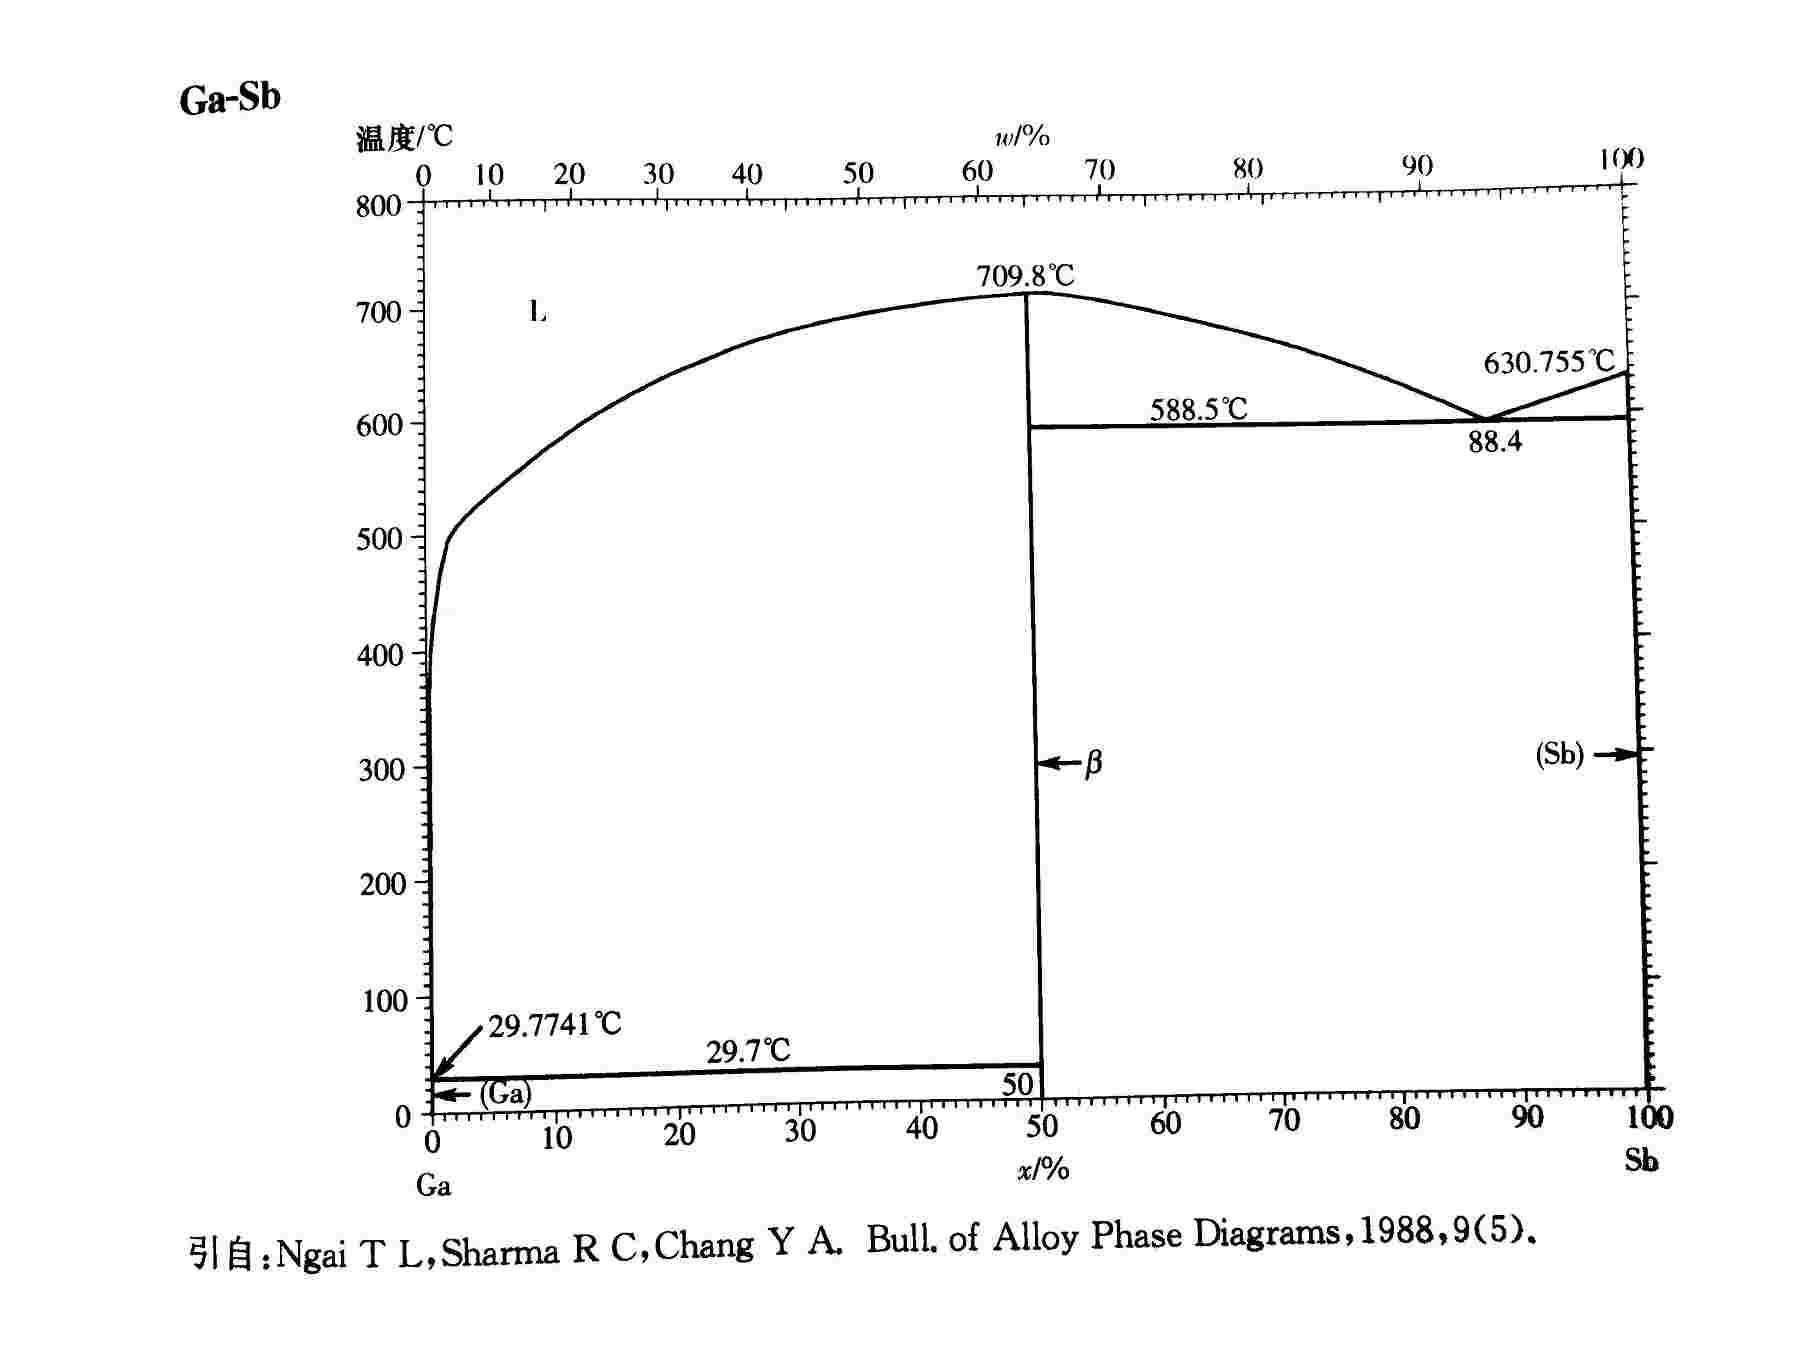 Ga-Sb
温度/℃
w/%
0 10 20 30 40 50 60 70 80 90 100
800
709.8℃
700
L
630.755℃
600
588.5℃
88.4
500
400
300
β
(Sb)
200
100
29.7741℃
29.7℃
(Ga)
50
0
0 10 20 30 40 50 60 70 80 90 100
Ga
x/%
Sb
引自:Ngai T L,Sharma R C,Chang Y A. Bull. of Alloy Phase Diagrams,1988,9(5).